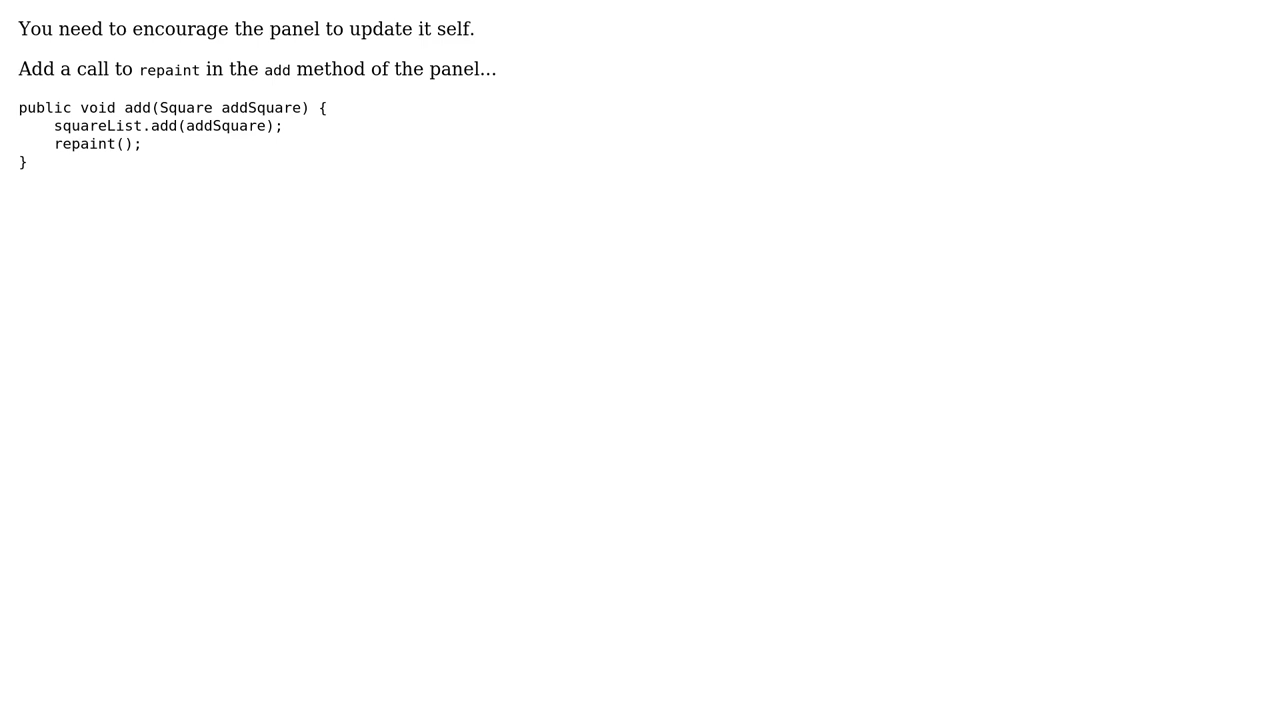 You need to encourage the panel to update it self.
Add a call to repaint in the add method of the panel...
public void add(Square addSquare) {
    squareList.add(addSquare);
    repaint();
}